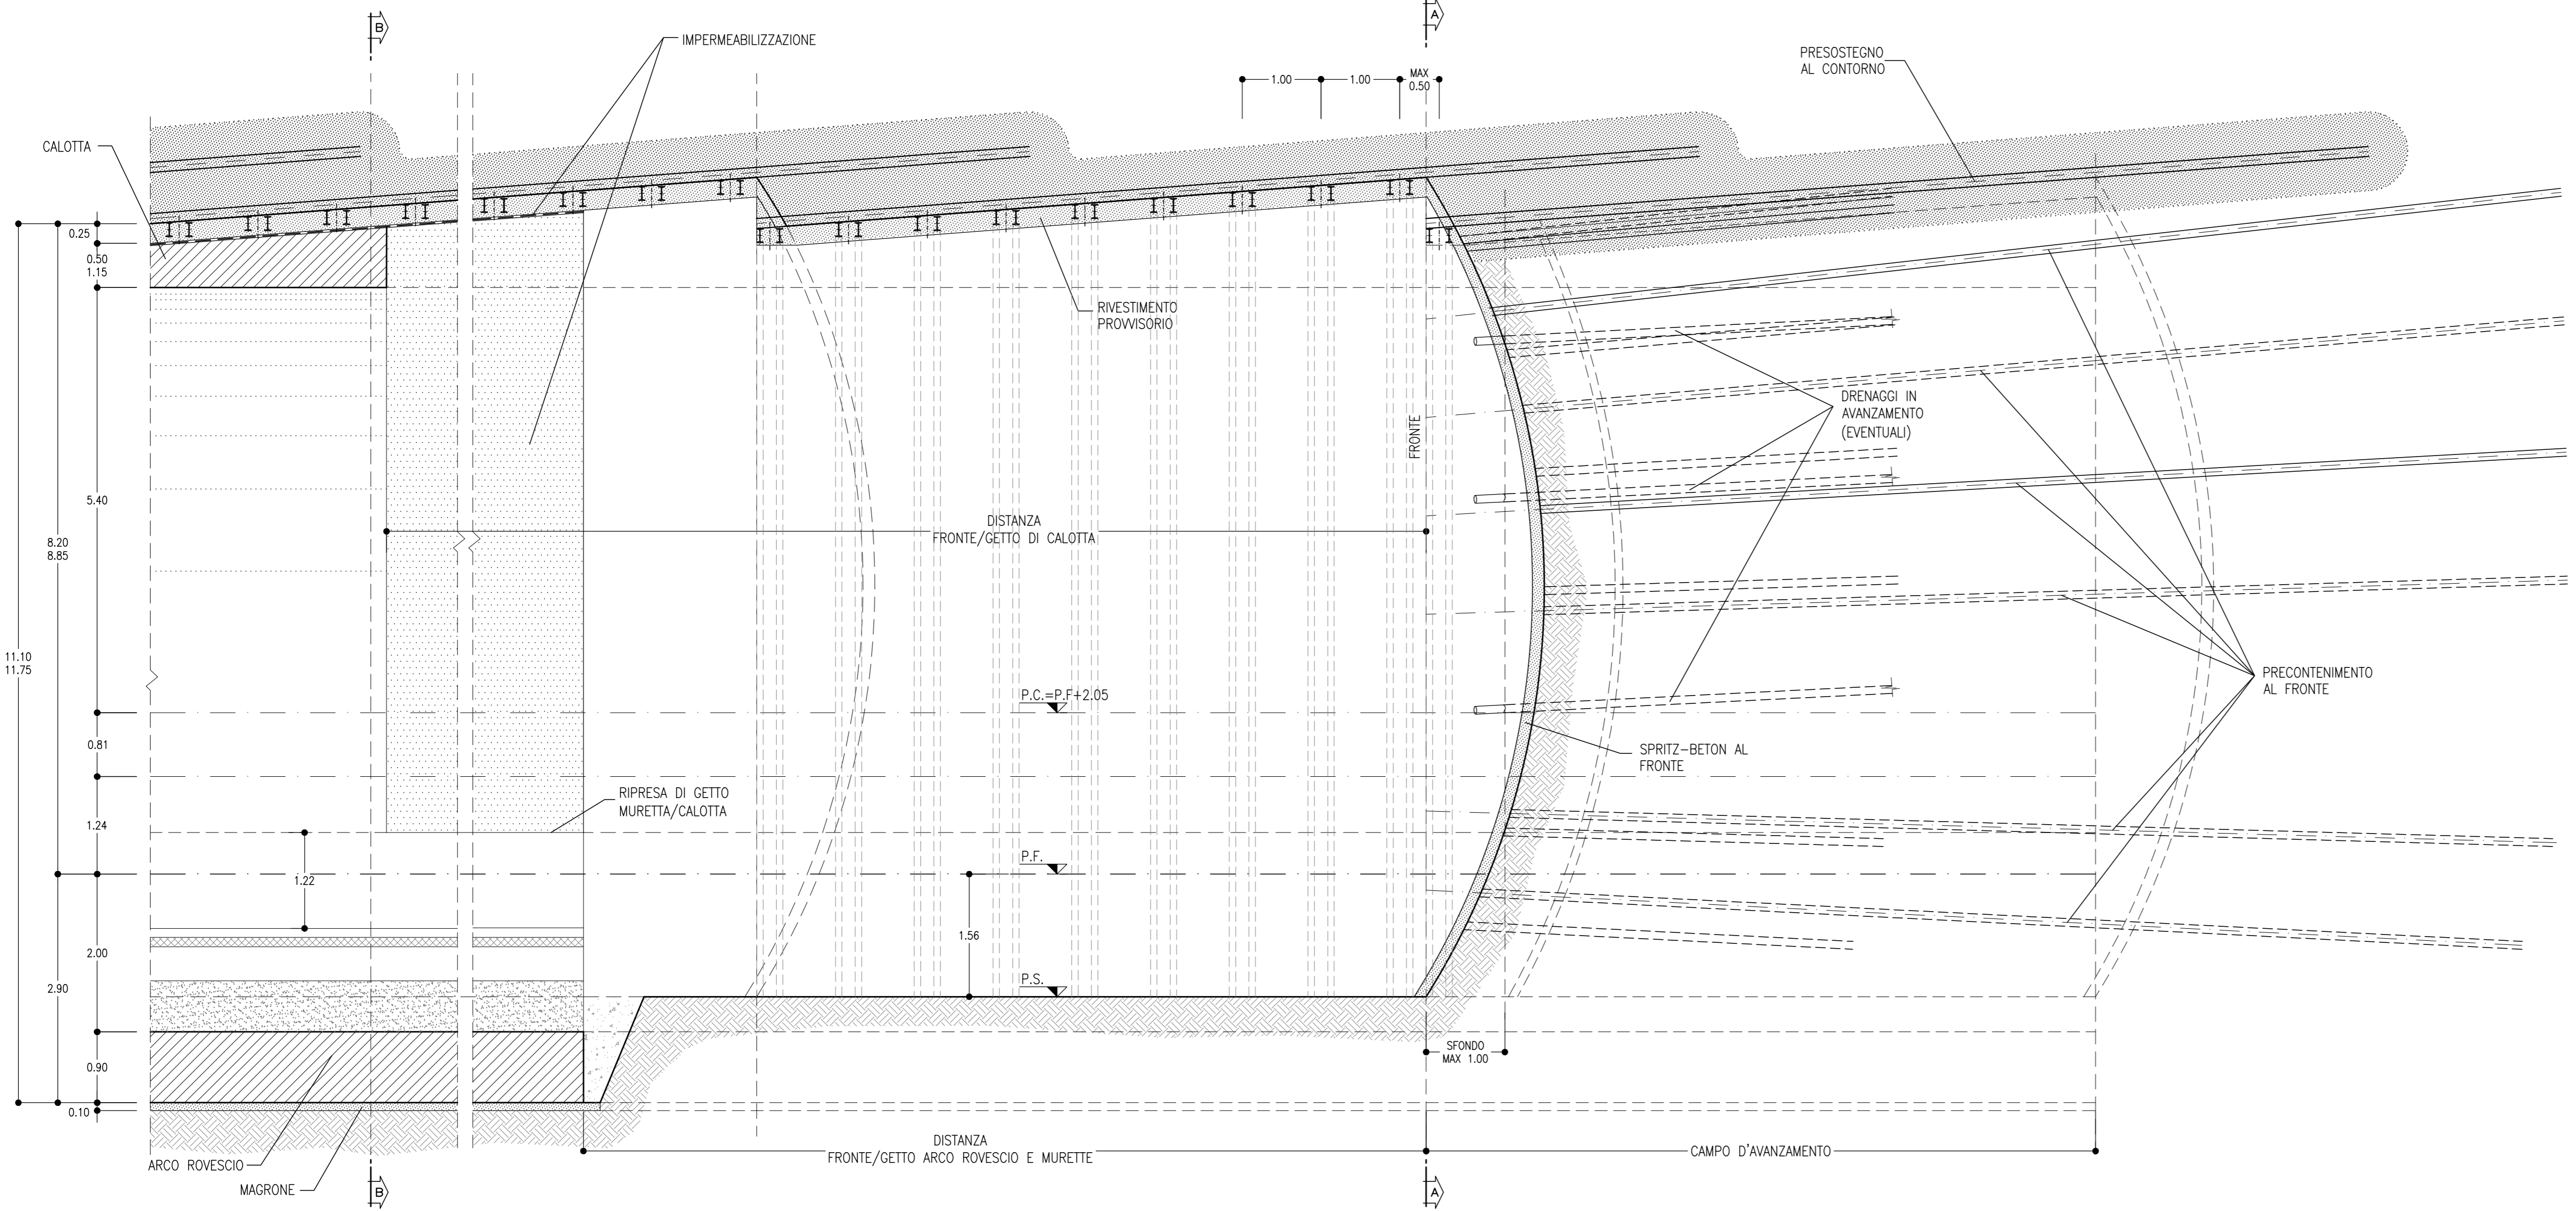 B
A
IMPERMEABILIZZAZIONE
PRESOSTEGNO
AL CONTORNO
1.00
1.00
MAX
0.50
CALOTTA
0.25
0.50
1.15
RIVESTIMENTO
PROVVISORIO
DRENAGGI IN
AVANZAMENTO
(EVENTUALI)
FRONTE
5.40
DISTANZA
FRONTE/GETTO DI CALOTTA
8.20
8.85
11.10
11.75
P.C.=P.F+2.05
PRECONTENIMENTO
AL FRONTE
0.81
SPRITZ-BETON AL
FRONTE
RIPRESA DI GETTO
MURETTA/CALOTTA
1.24
P.F.
1.22
1.56
2.00
P.S.
2.90
SFONDO
MAX 1.00
0.90
0.10
DISTANZA
FRONTE/GETTO ARCO ROVESCIO E MURETTE
CAMPO D'AVANZAMENTO
ARCO ROVESCIO
MAGRONE
B
A